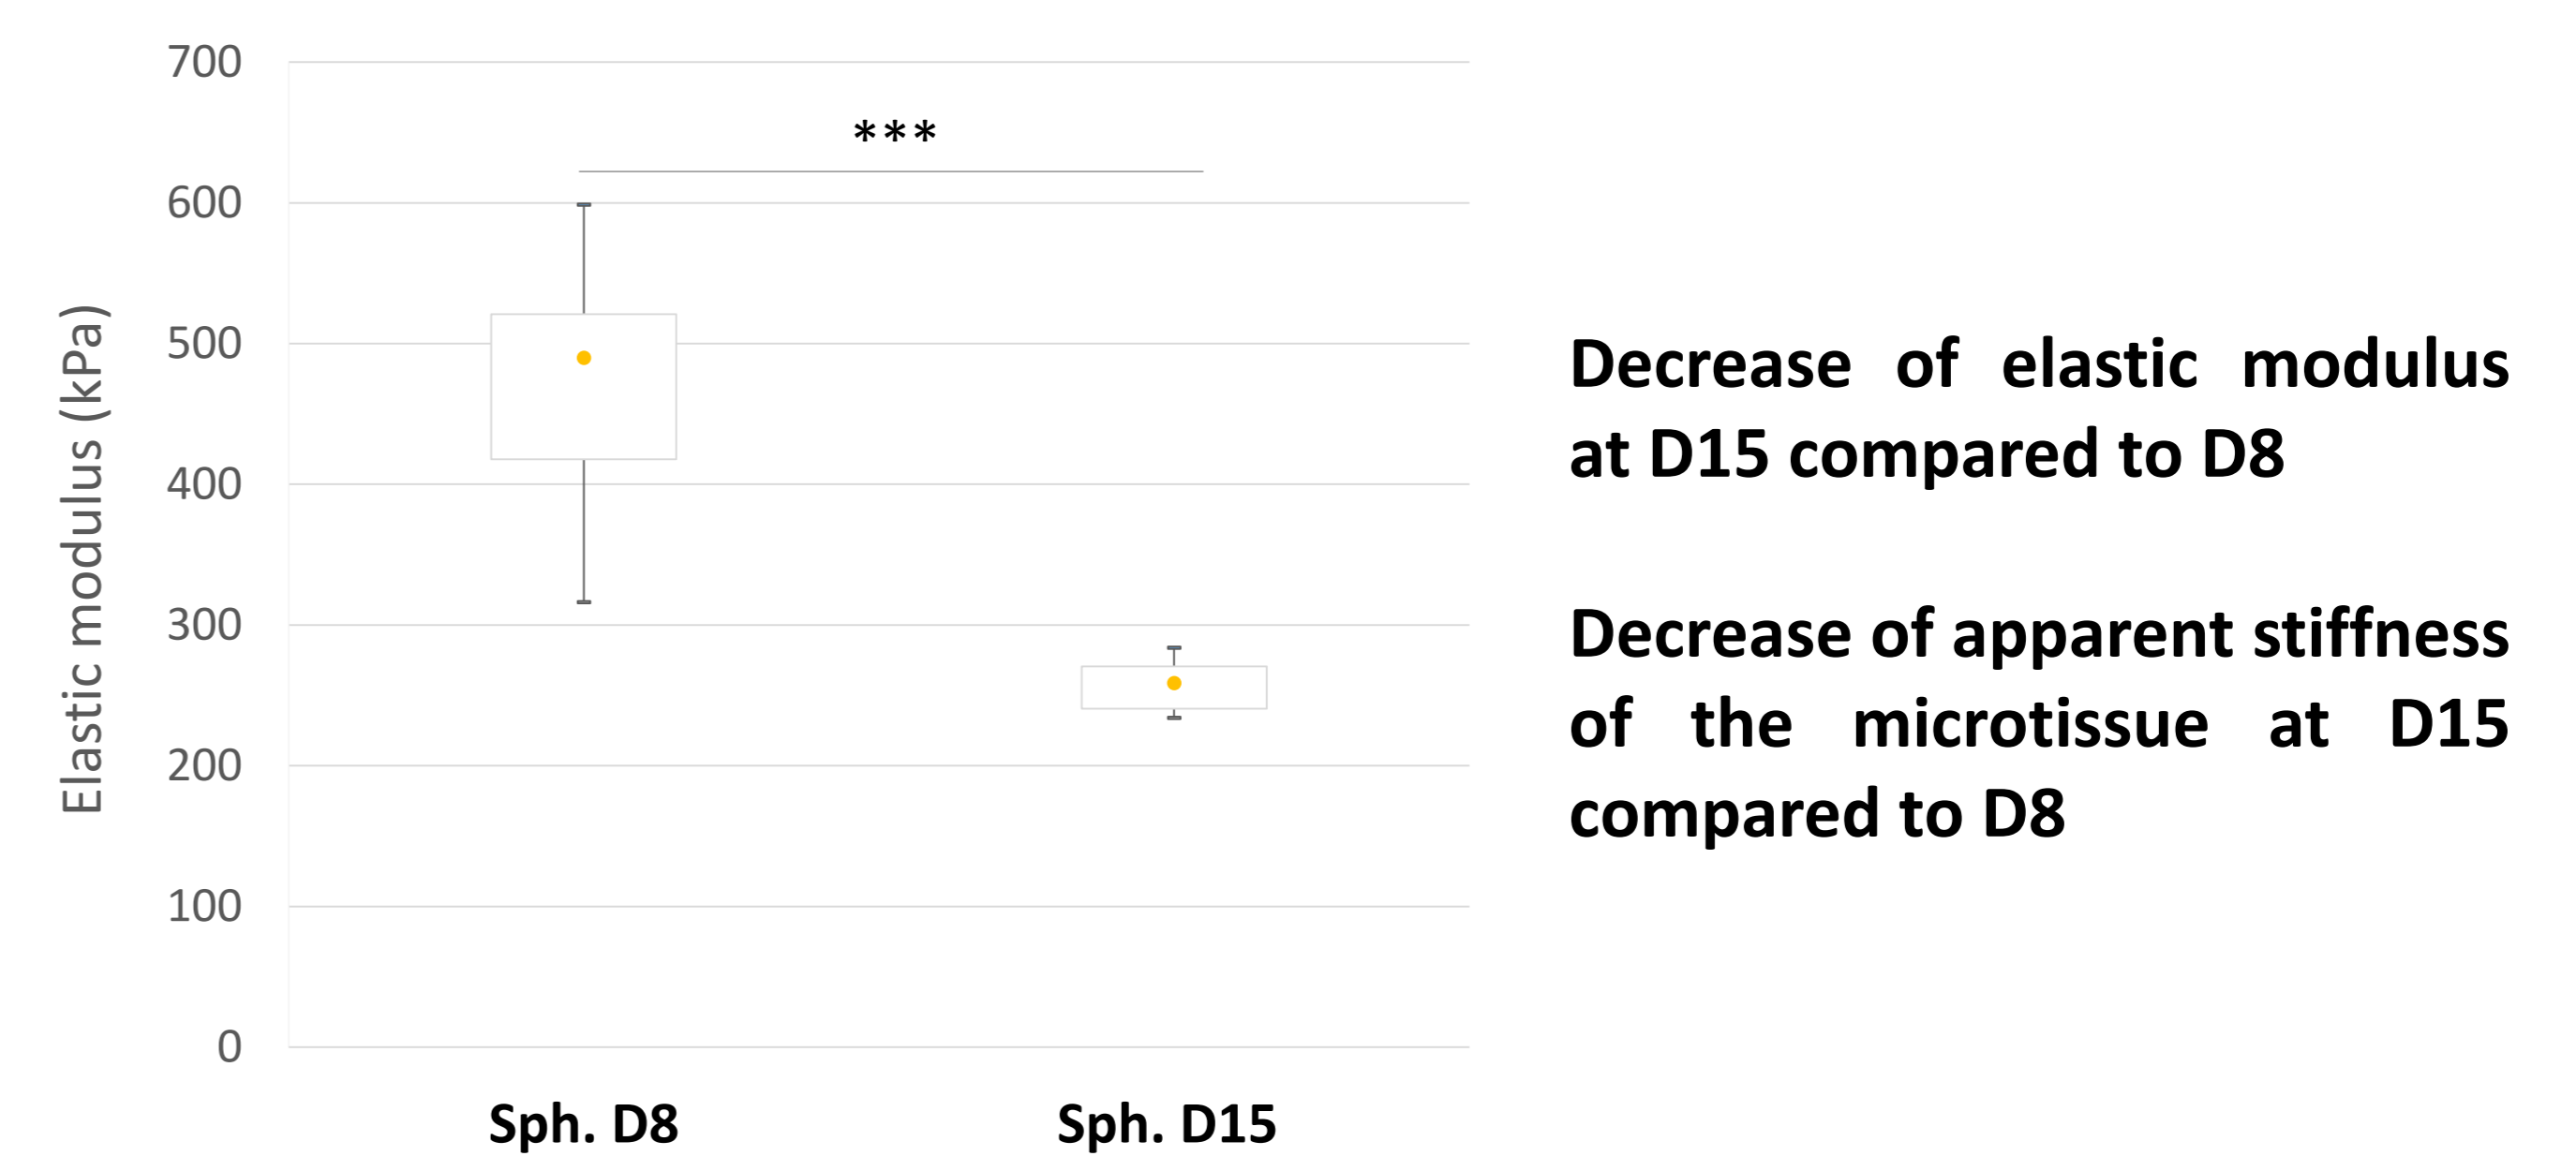 700
***
600
500
400
300
200
100
0
Elastic modulus (kPa)
Sph. D8
Sph. D15
Decrease of elastic modulus
at D15 compared to D8
Decrease of apparent stiffness
of the microtissue at D15
compared to D8